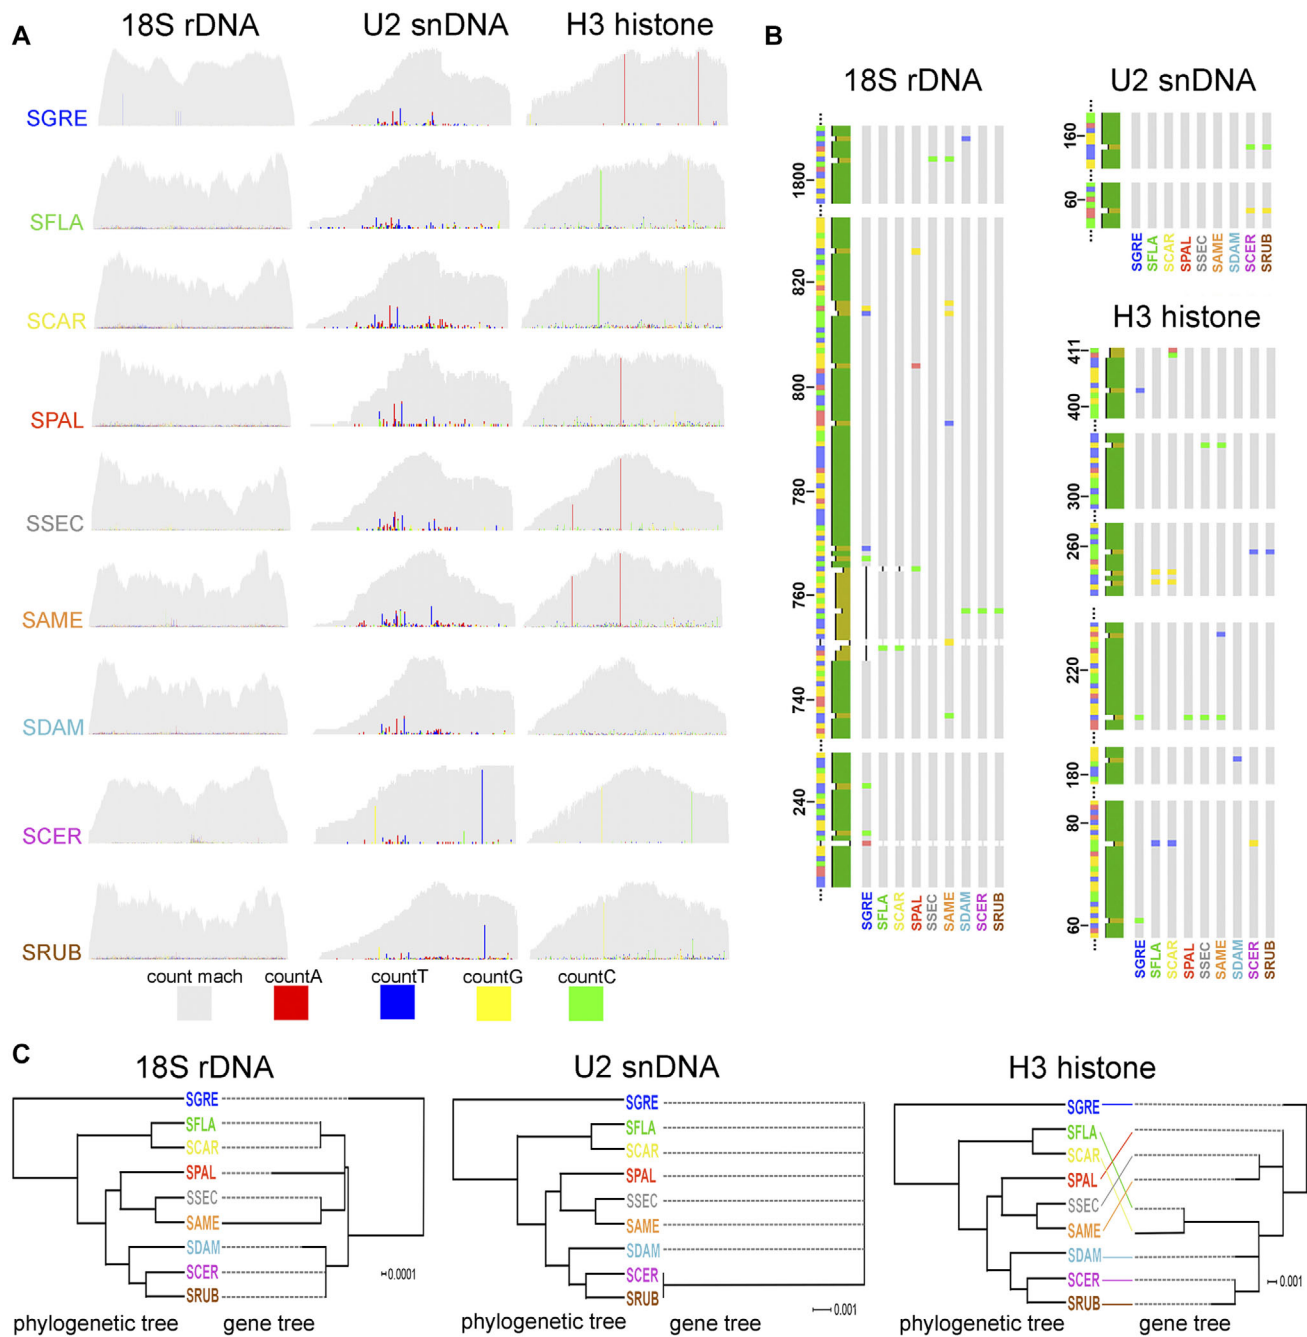 A
18S rDNA
U2 snDNA
H3 histone
SGRE
SFLA
SCAR
SPAL
SSEC
SAME
SDAM
SCER
SRUB
count mach
countA
countT
countG
countC
B
18S rDNA
1800
820
800
780
760
740
240
SGRE
SFLA
SCAR
SPAL
SSEC
SAME
SDAM
SCER
SRUB
U2 snDNA
160
60
SGRE
SFLA
SCAR
SPAL
SSEC
SAME
SDAM
SCER
SRUB
H3 histone
411
400
300
260
220
180
80
60
SGRE
SFLA
SCAR
SPAL
SSEC
SAME
SDAM
SCER
SRUB
C
18S rDNA
SGRE
SFLA
SCAR
SPAL
SSEC
SAME
SDAM
SCER
SRUB
0.0001
phylogenetic tree
gene tree
U2 snDNA
SGRE
SFLA
SCAR
SPAL
SSEC
SAME
SDAM
SCER
SRUB
0.001
phylogenetic tree
gene tree
H3 histone
SGRE
SFLA
SCAR
SPAL
SSEC
SAME
SDAM
SCER
SRUB
0.001
phylogenetic tree
gene tree